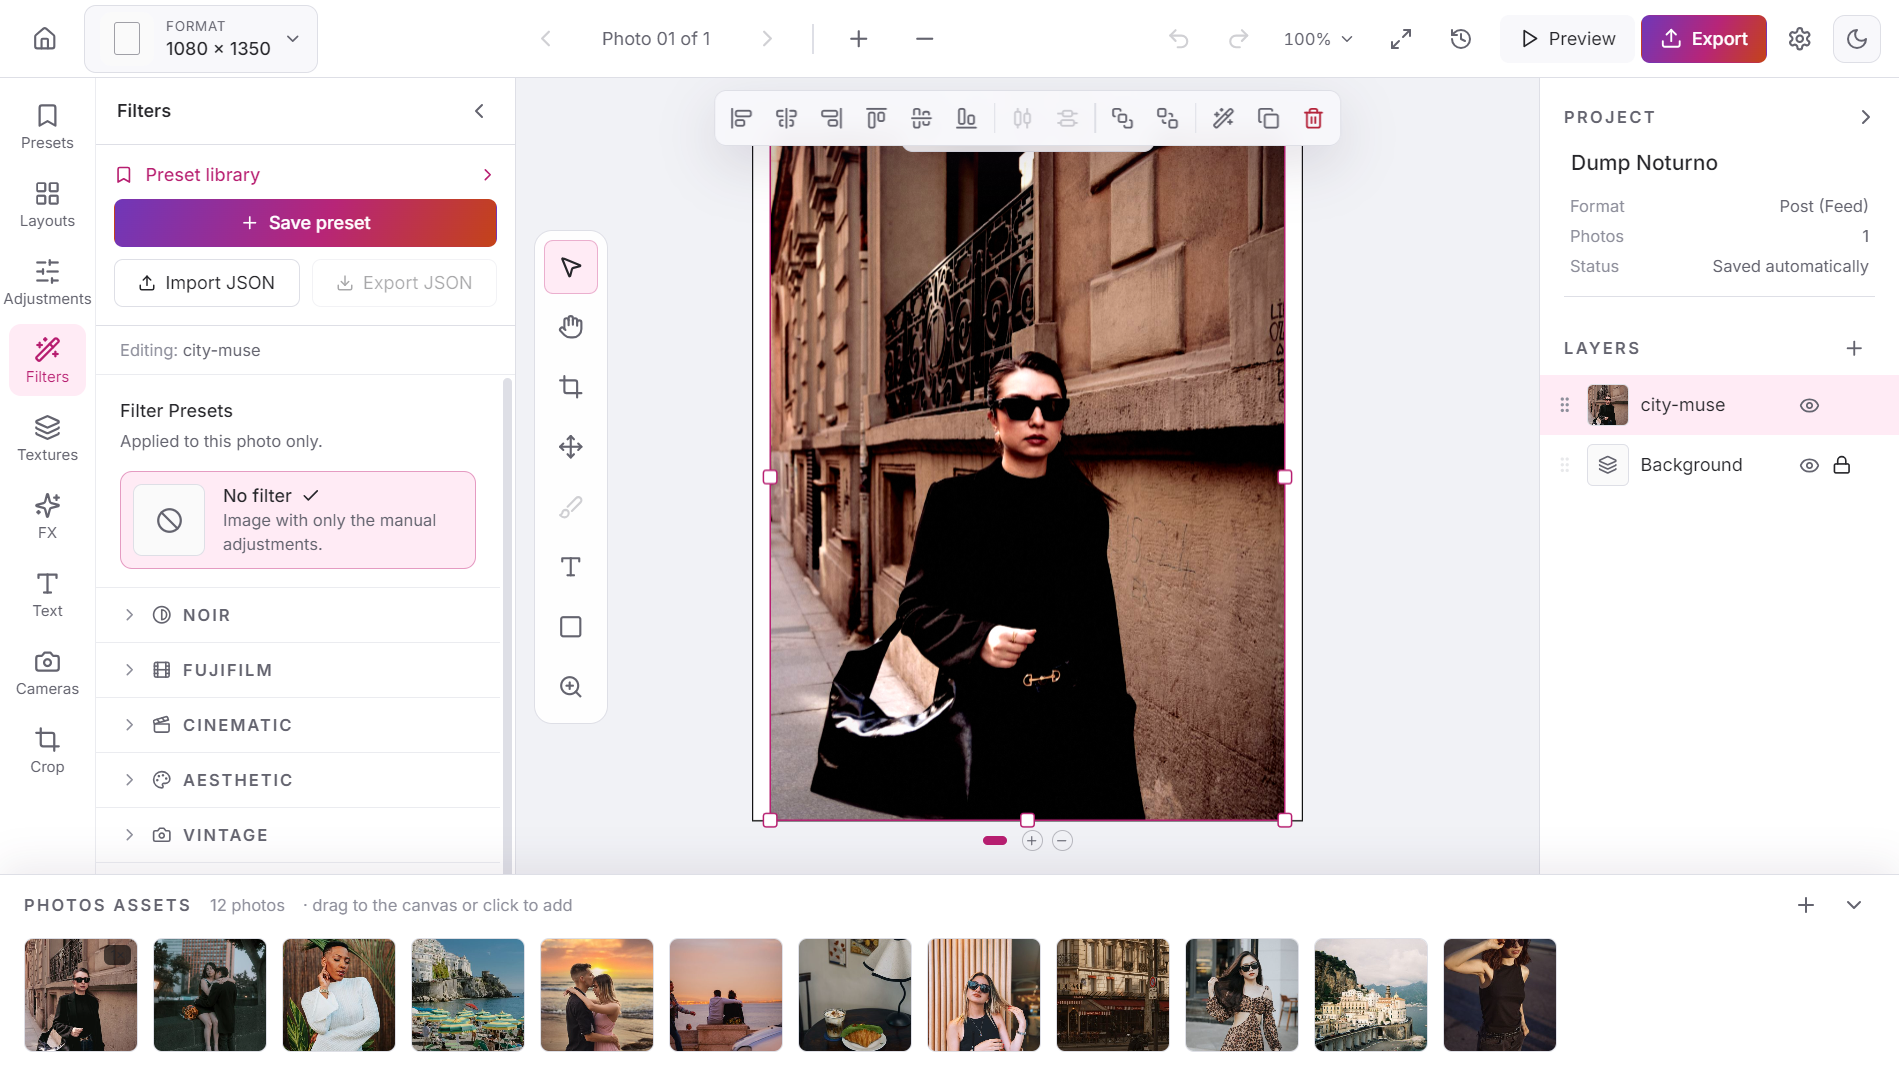 FORMAT
1080 × 1350
Photo 01 of 1
100%
Preview
Export
Presets
Layouts
Adjustments
Filters
Textures
FX
Text
Cameras
Crop
Filters
Preset library
Save preset
Import JSON
Export JSON
Editing: city-muse
Filter Presets
Applied to this photo only.
No filter
Image with only the manual
adjustments.
NOIR
FUJIFILM
CINEMATIC
AESTHETIC
VINTAGE
PROJECT
Dump Noturno
Format Post (Feed)
Photos 1
Status Saved automatically
LAYERS
city-muse
Background
PHOTOS ASSETS 12 photos · drag to the canvas or click to add